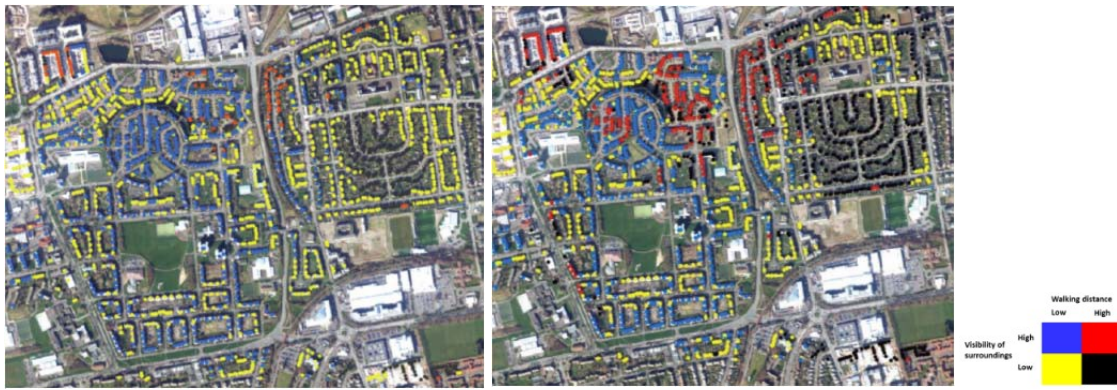 Walking distance
Low High
Visibility of
surroundings
High
Low